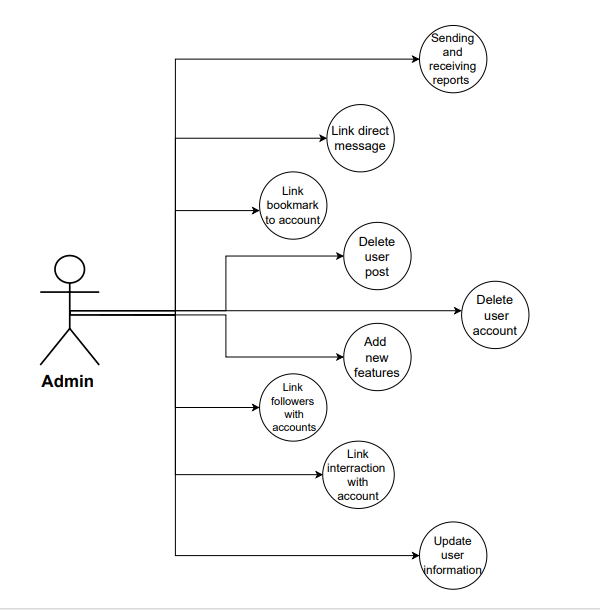 Sending
and
receiving
reports
Link direct
message
Link
bookmark
to account
Delete
user
post
Delete
user
account
Admin
Add
new
features
Link
followers
with
accounts
Link
interraction
with
account
Update
user
information